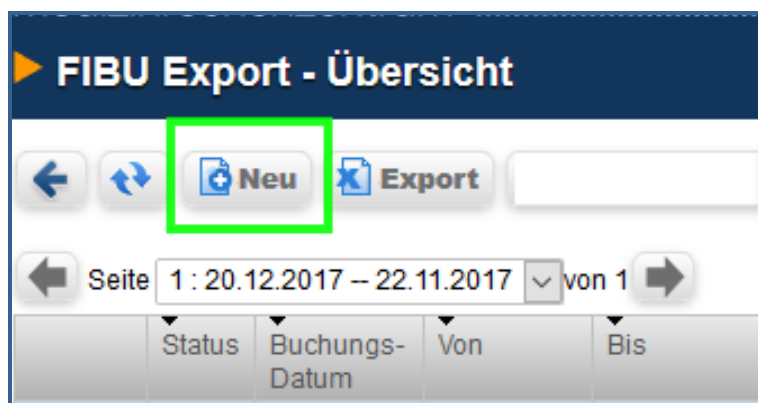 FIBU Export - Übersicht
Neu Export
Seite 1 : 20.12.2017 -- 22.11.2017 von 1
Status Buchungs- Von Bis
Datum